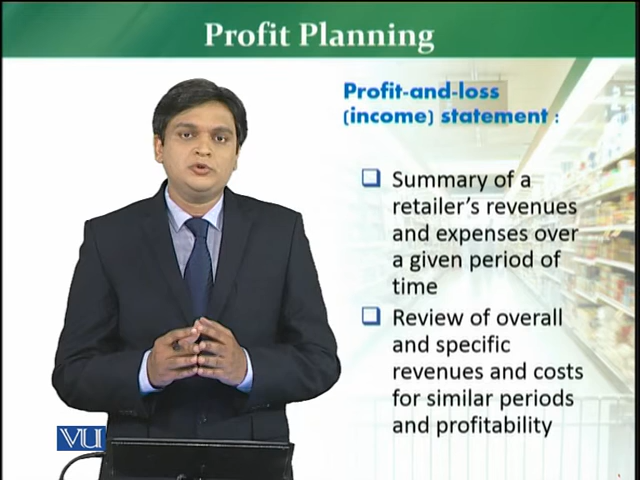 Profit Planning
Profit-and-loss
(income) statement :
Summary of a
retailer's revenues
and expenses over
a given period of
time
Review of overall
and specific
revenues and costs
for similar periods
and profitability
VU